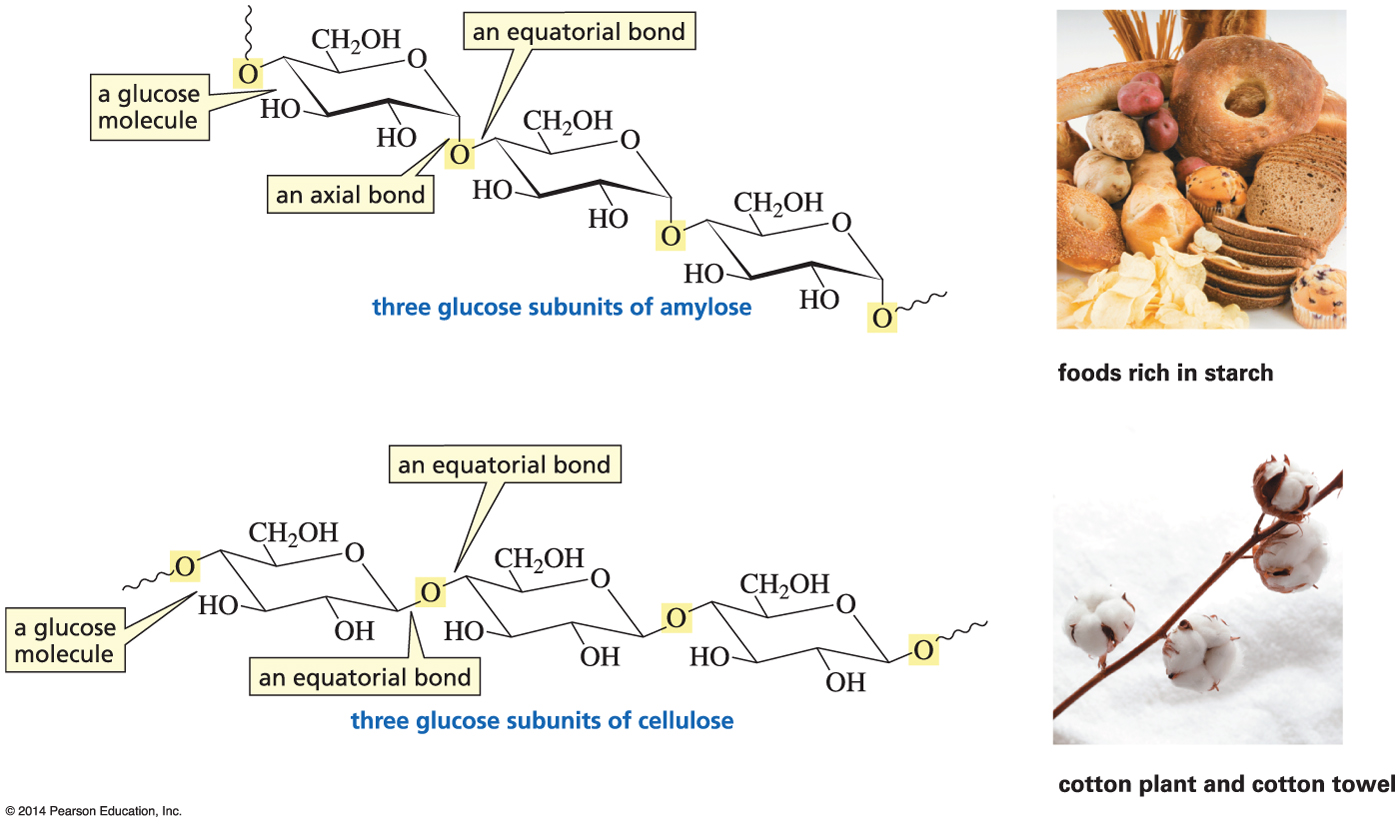 CH₂OH
O
O
a glucose
molecule
HO
HO
an equatorial bond
an axial bond
O
CH₂OH
O
HO
HO
O
CH₂OH
O
HO
HO
O
three glucose subunits of amylose
foods rich in starch
an equatorial bond
CH₂OH
O
O
HO
OH
a glucose
molecule
an equatorial bond
O
CH₂OH
O
HO
OH
O
CH₂OH
O
HO
OH
O
three glucose subunits of cellulose
cotton plant and cotton towel
© 2014 Pearson Education, Inc.